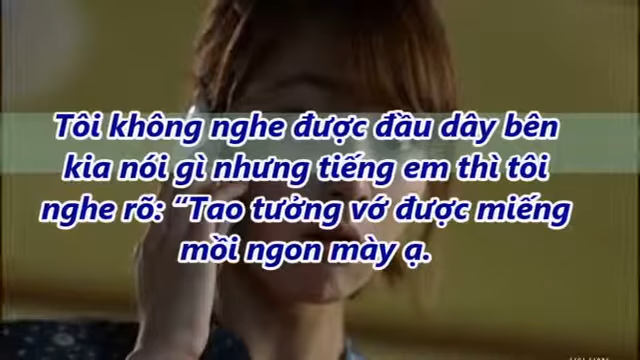 Tôi không nghe được đầu dây bên
kia nói gì nhưng tiếng em thì tôi
nghe rõ: “Tao tưởng vớ được miếng
mồi ngon mày ạ.